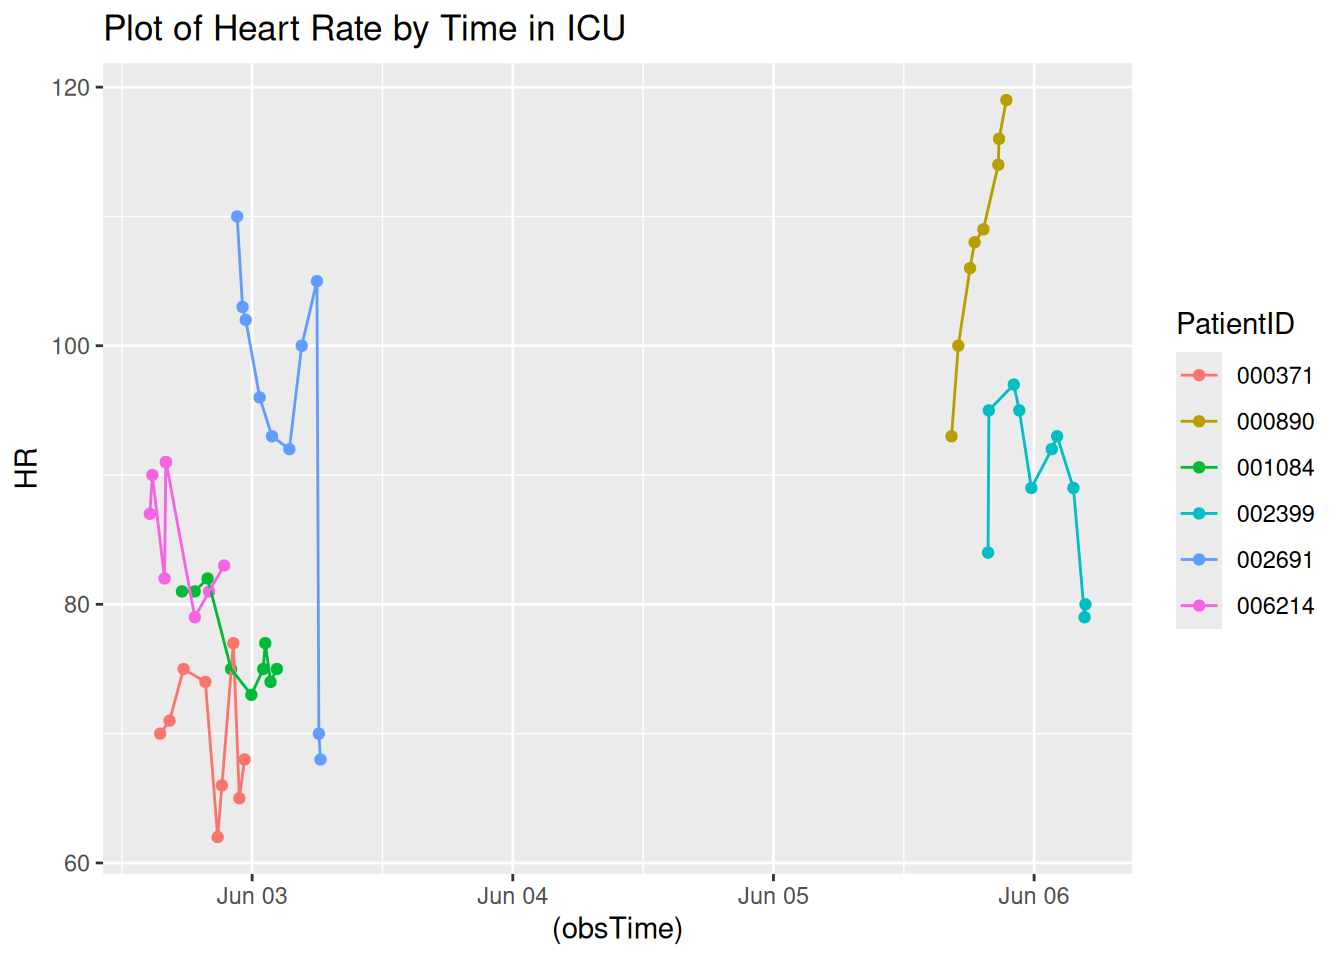 Plot of Heart Rate by Time in ICU
HR
120
100
80
60
Jun 03
Jun 04
Jun 05
Jun 06
(obsTime)
PatientID
000371
000890
001084
002399
002691
006214